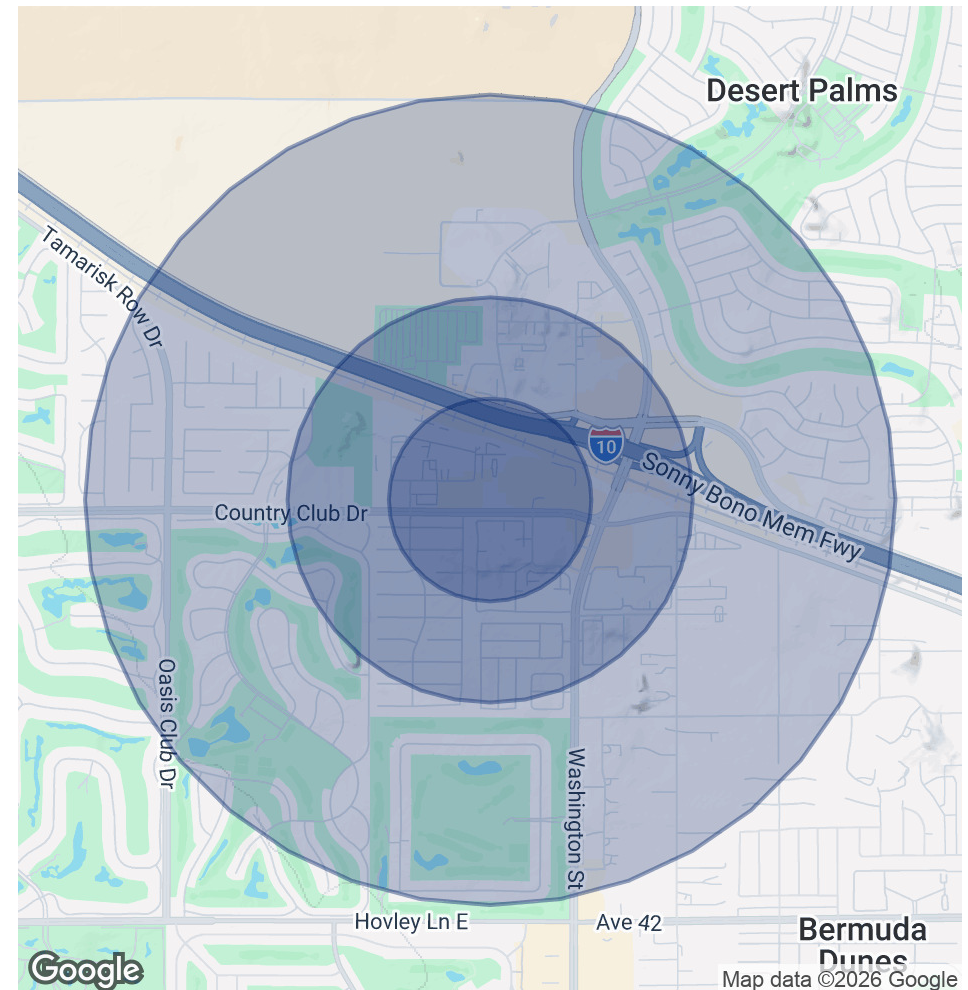 Desert Palms
Tamarisk Row Dr
10
Sonny Bono Mem Fwy
Country Club Dr
Oasis Club Dr
Washington St
Hovley Ln E
Ave 42
Bermuda
Dunes
Google
Map data ©2026 Google